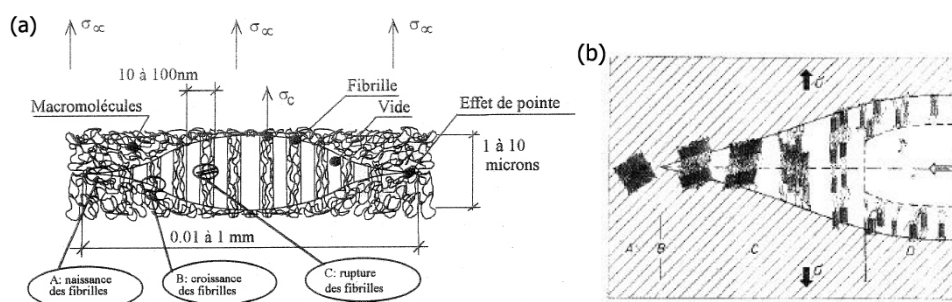 (a)
σ∝ σ∝ σ∝
10 à 100nm
σC
Fibrille
Macromolécules
Vide
Effet de pointe
1 à 10
microns
0.01 à 1 mm
A: naissance
des fibrilles
B: croissance
des fibrilles
C: rupture
des fibrilles
(b)
σ
A B C D
σ